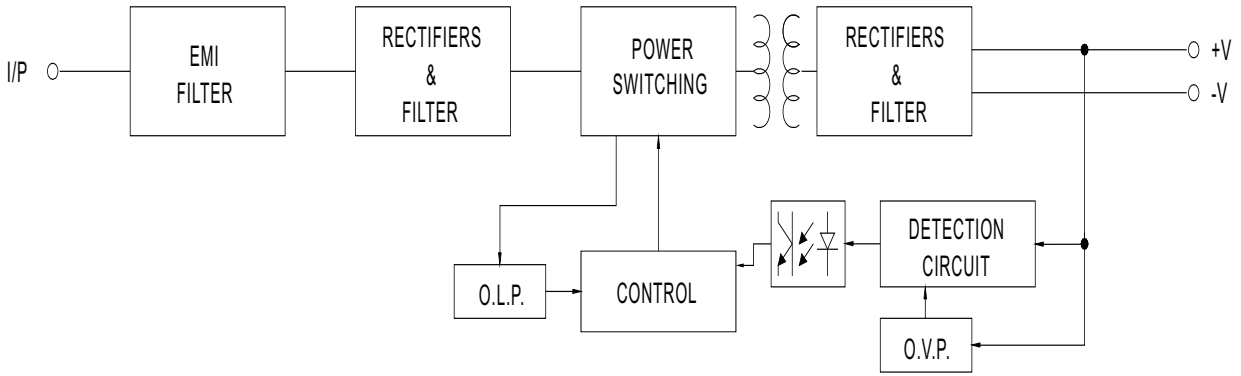 I/P
EMI
FILTER
RECTIFIERS
&
FILTER
POWER
SWITCHING
RECTIFIERS
&
FILTER
+V
-V
O.L.P.
CONTROL
DETECTION
CIRCUIT
O.V.P.